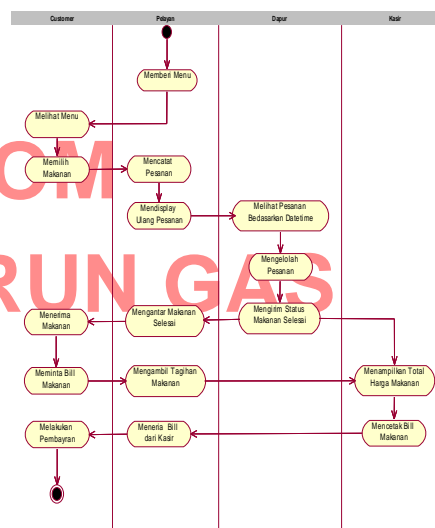 Customer Pelayan Dapur Kasir
Memberi Menu
Melihat Menu
Memilih
Makanan
Mencatat
Pesanan
Mendisplay
Ulang Pesanan
Melihat Pesanan
Bedasarkan Datetime
Mengelolah
Pesanan
Mengirim Status
Makanan Selesai
Mengantar Makanan
Selesai
Menerima
Makanan
Meminta Bill
Makanan
Mengambil Tagihan
Makanan
Menampilkan Total
Harga Makanan
Mencetak Bill
Makanan
Meneria Bill
dari Kasir
Melakukan
Pembayran
OM
RUN GAS